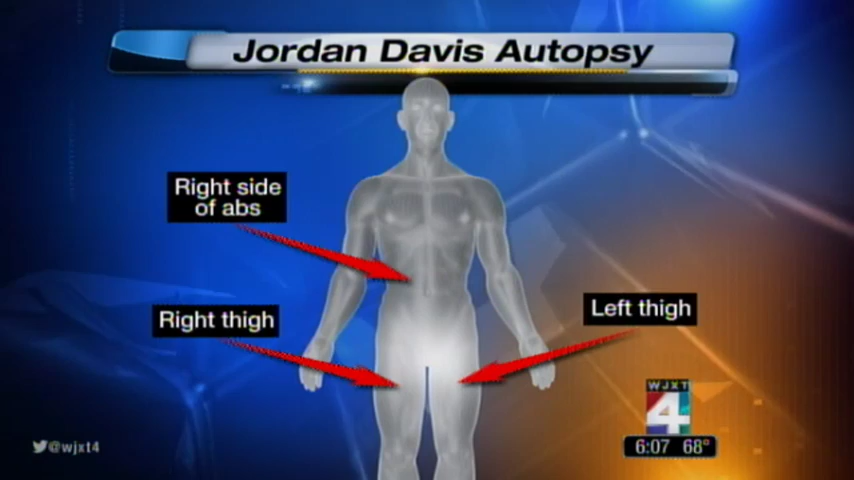 Jordan Davis Autopsy
Right side
of abs
Right thigh
Left thigh
WJXT
4
6:07 68°
@wjxt4